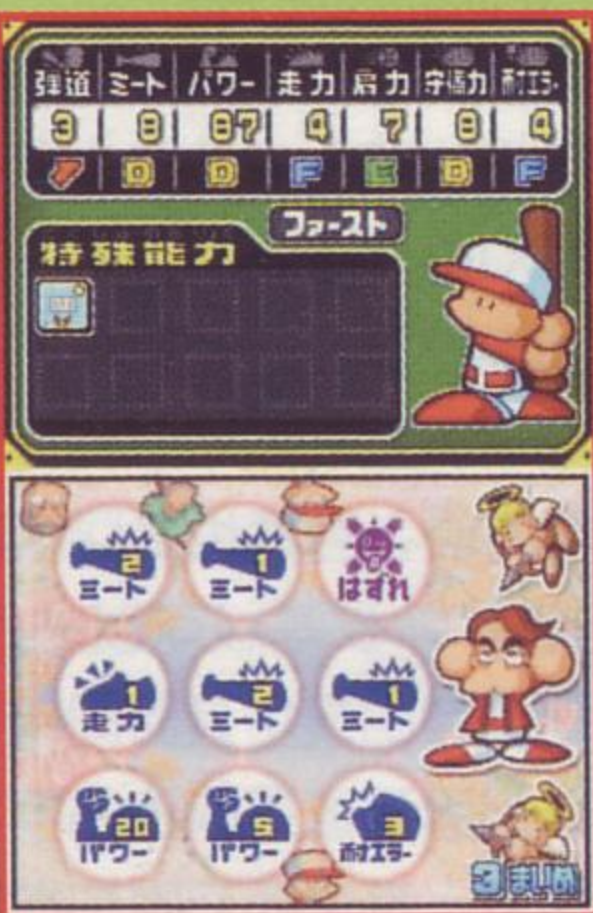 弾道 ミート パワー 走力 肩力 守備力 耐エラー
3 8 87 4 7 8 4
D D F E D F
ファースト
特殊能力
2 1
ミート ミート はずれ
1 2 1
走力 ミート ミート
20 5 3
パワー パワー 耐エラー
3まいめ